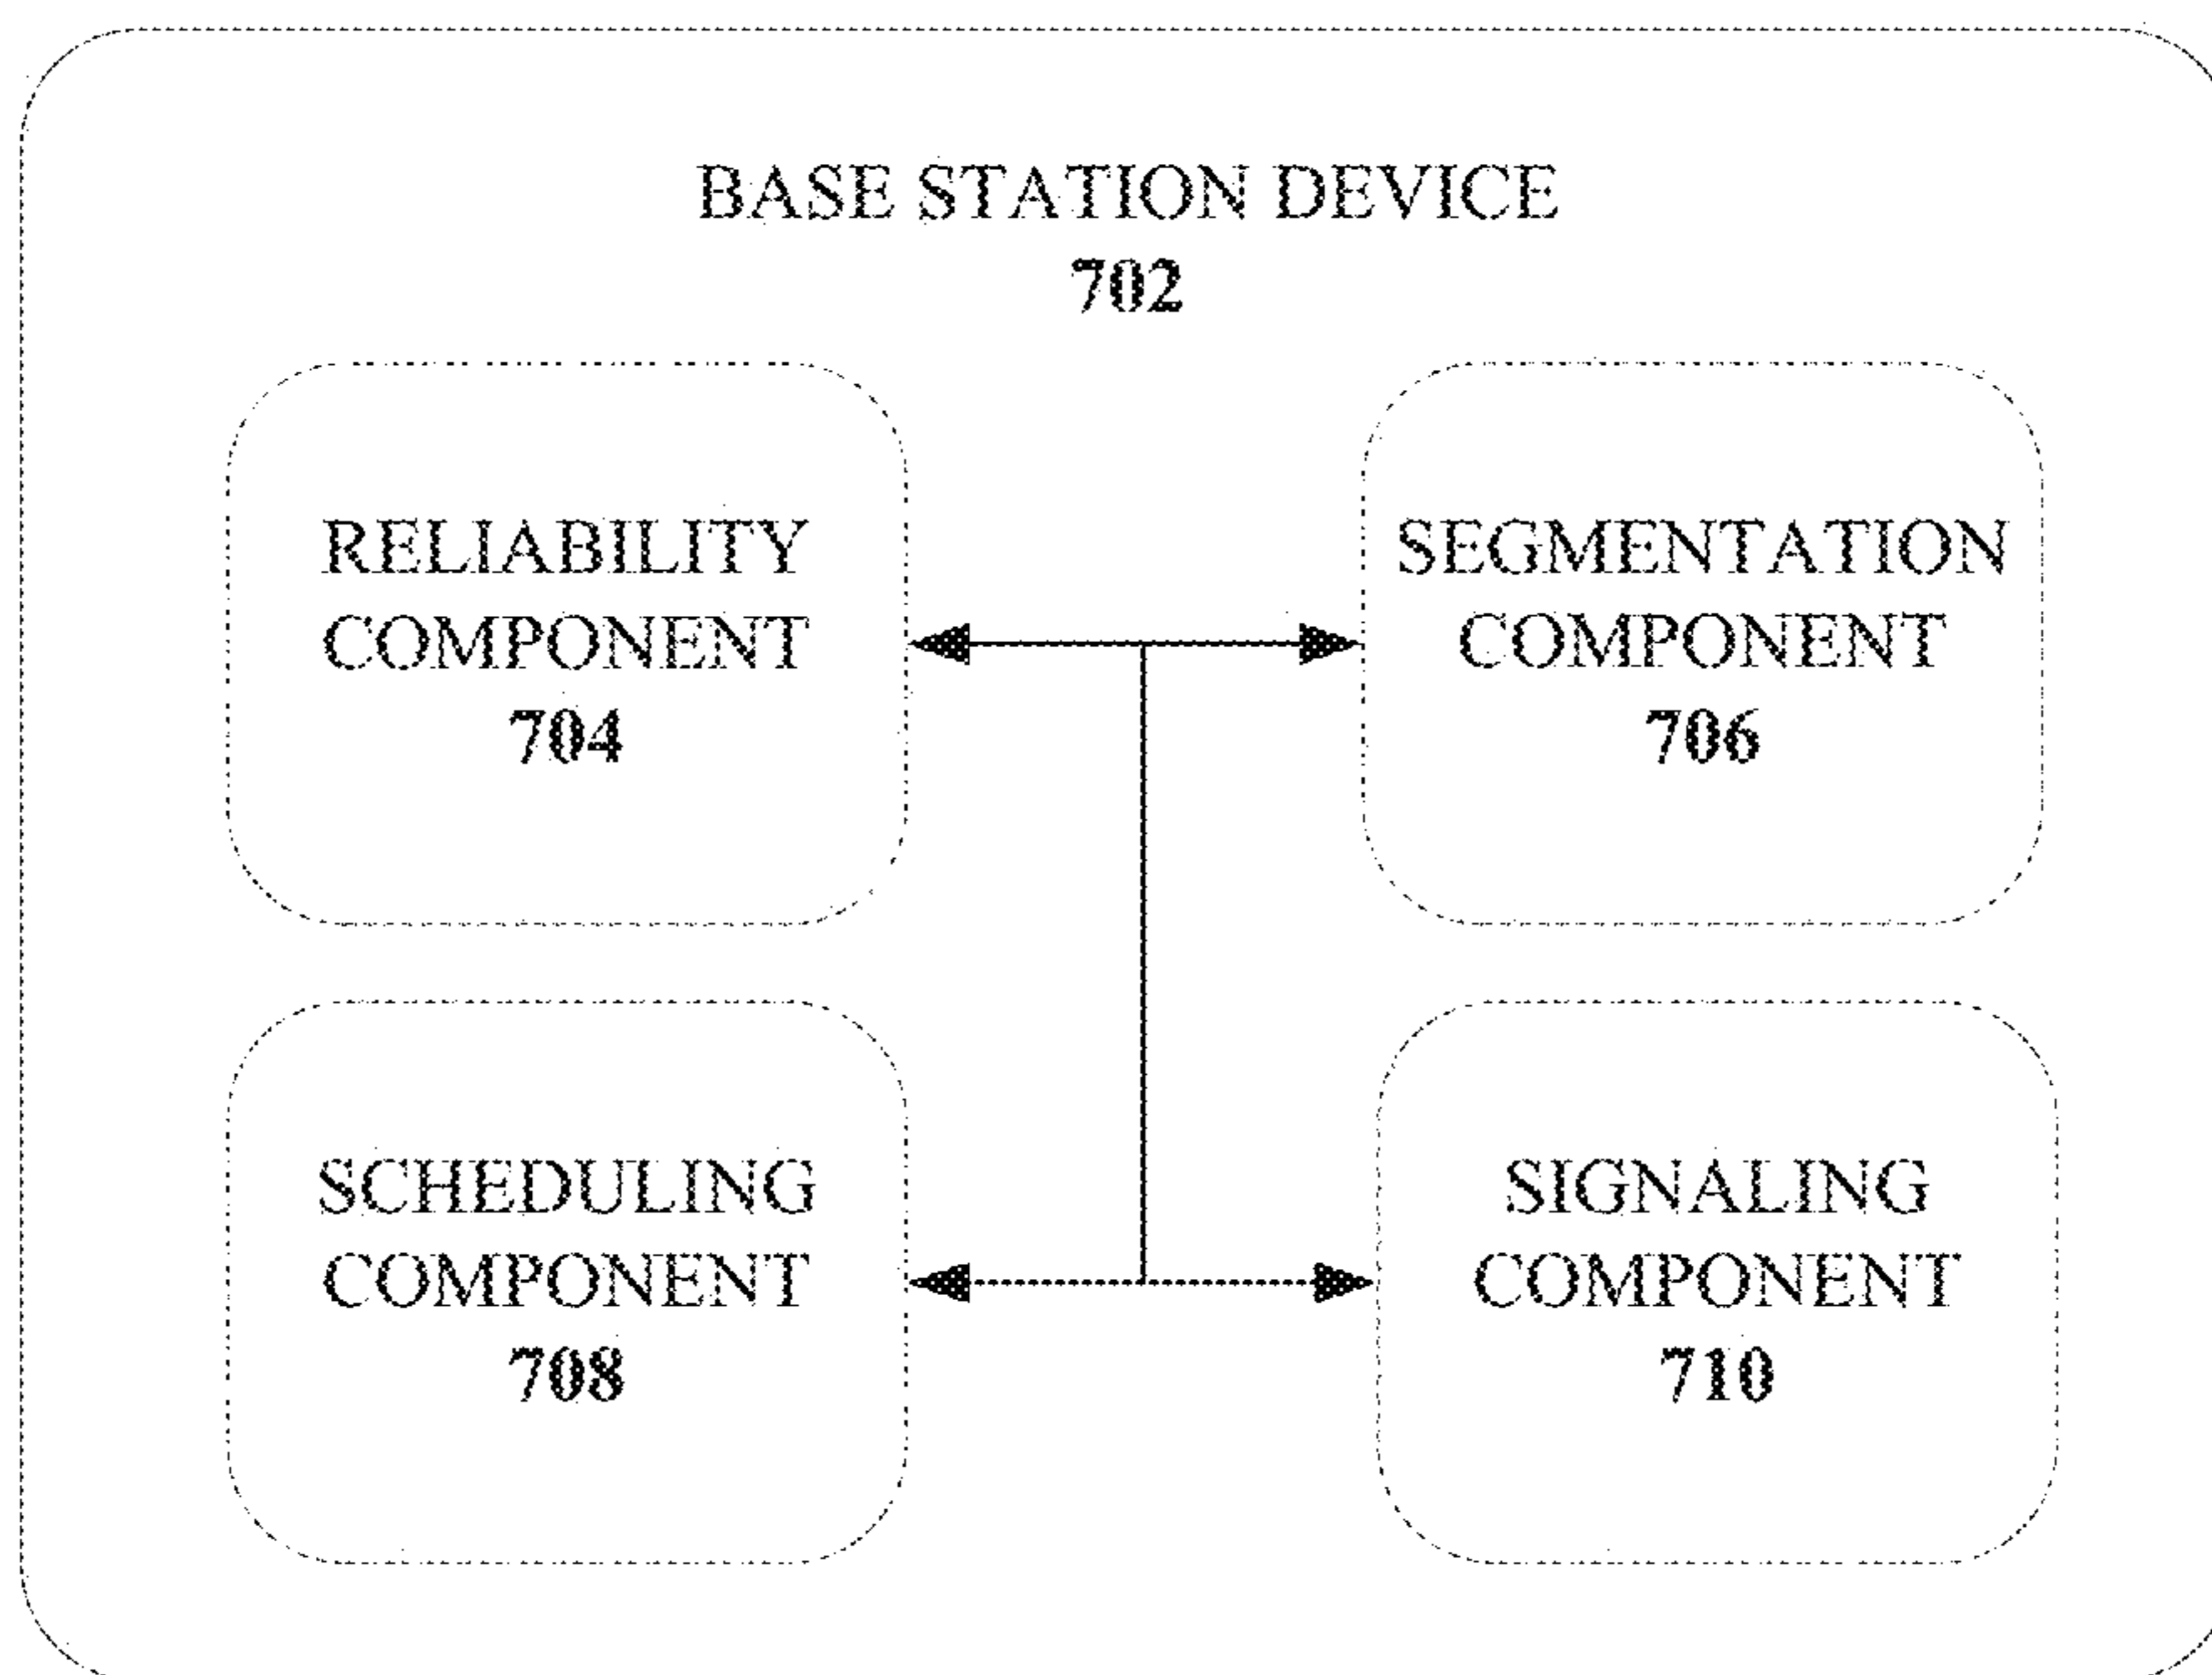 BASE STATION DEVICE
702
RELIABILITY
COMPONENT
704
SEGMENTATION
COMPONENT
706
SCHEDULING
COMPONENT
708
SIGNALING
COMPONENT
710